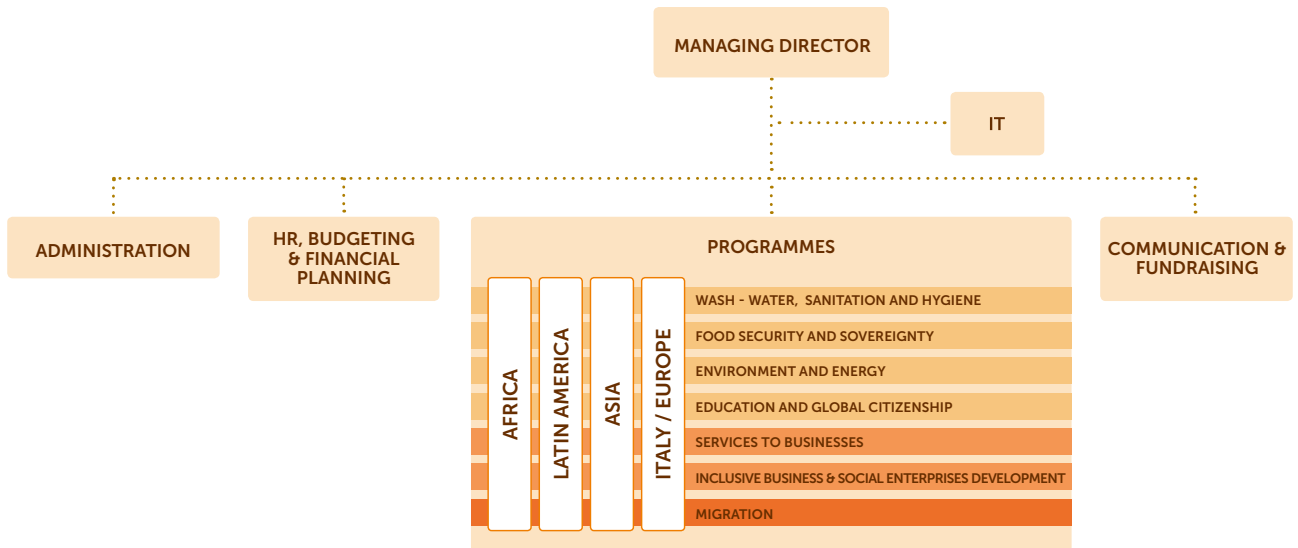 MANAGING DIRECTOR
IT
ADMINISTRATION
HR, BUDGETING
& FINANCIAL
PLANNING
PROGRAMMES
COMMUNICATION &
FUNDRAISING
AFRICA
LATIN AMERICA
ASIA
ITALY / EUROPE
WASH - WATER, SANITATION AND HYGIENE
FOOD SECURITY AND SOVEREIGNTY
ENVIRONMENT AND ENERGY
EDUCATION AND GLOBAL CITIZENSHIP
SERVICES TO BUSINESSES
INCLUSIVE BUSINESS & SOCIAL ENTERPRISES DEVELOPMENT
MIGRATION